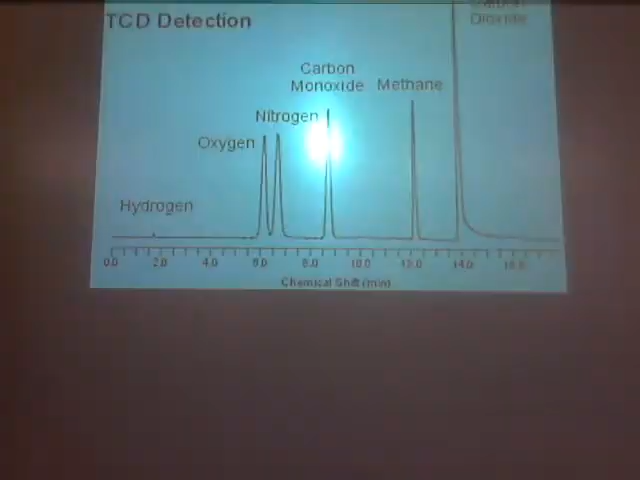 TCD Detection
Dioxide
Carbon
Monoxide
Methane
Nitrogen
Oxygen
Hydrogen
0.0 2.0 4.0 6.0 8.0 10.0 12.0 14.0 16.0
Chemical Shift (min)